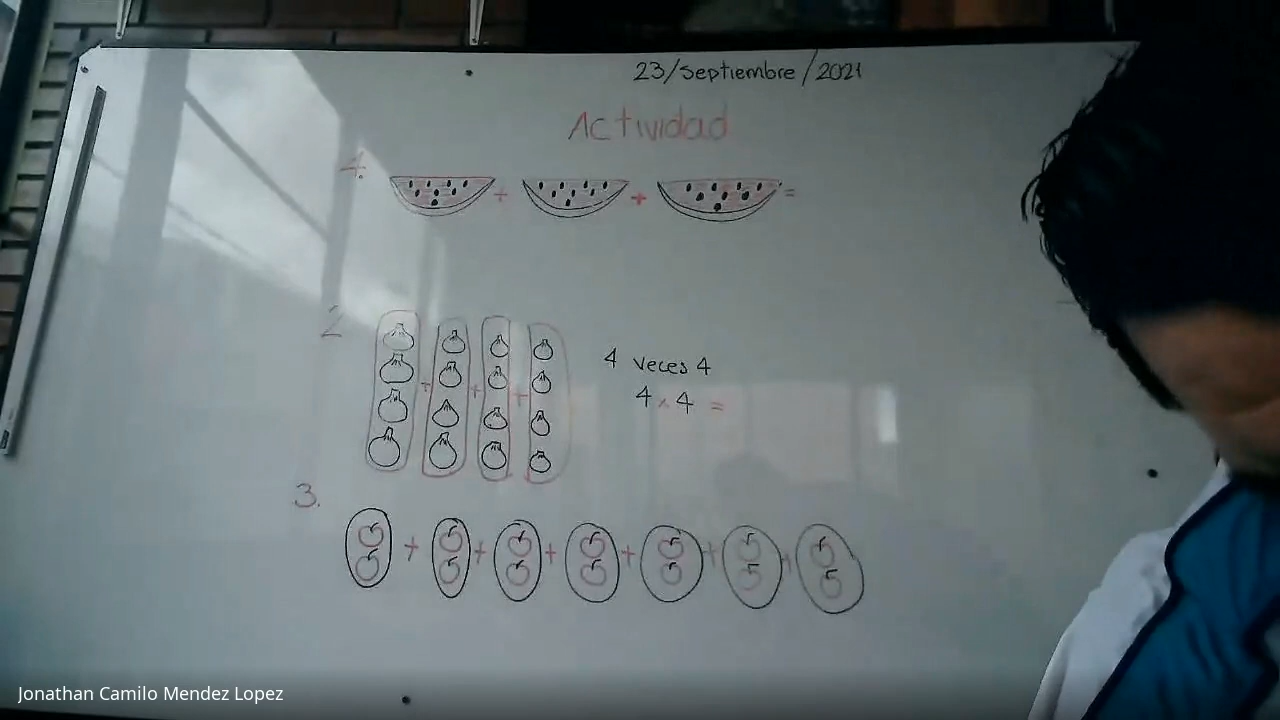 23/Septiembre/2021
Actividad
1.
+ + =
2
+ + +
4 veces 4
4 x 4 =
3.
+ + + + + +
Jonathan Camilo Mendez Lopez